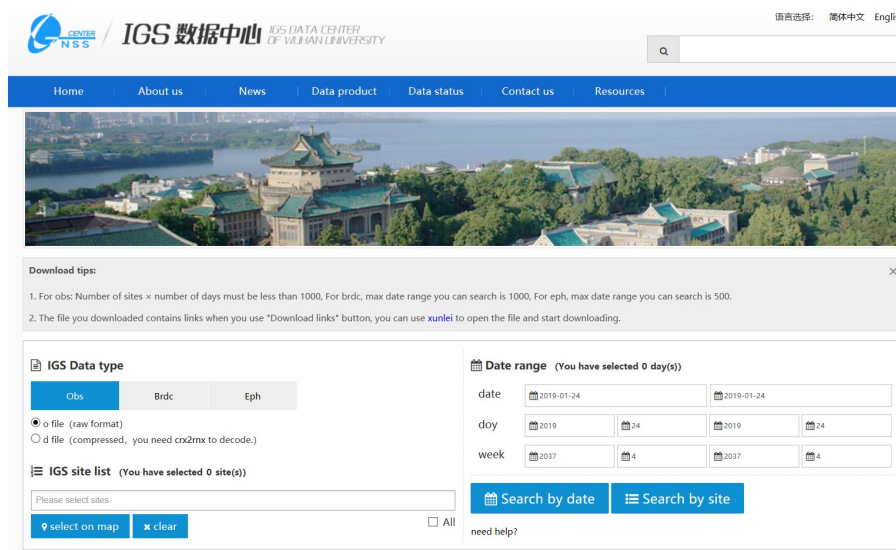 语言选择: 简体中文 Engli
CENTER
NSS
IGS 数据中心 IGS DATA CENTER
OF WUHAN UNIVERSITY
Home About us News Data product Data status Contact us Resources
Download tips:
1. For obs: Number of sites × number of days must be less than 1000, For brdc, max date range you can search is 1000, For eph, max date range you can search is 500.
2. The file you downloaded contains links when you use "Download links" button, you can use xunlei to open the file and start downloading.
IGS Data type
Obs Brdc Eph
o file (raw format)
d file (compressed, you need crx2rnx to decode.)
IGS site list (You have selected 0 site(s))
Please select sites.
select on map clear
All
Date range (You have selected 0 day(s))
date 2019-01-24 2019-01-24
doy 2019 24 2019 24
week 2037 4 2037 4
Search by date Search by site
need help?